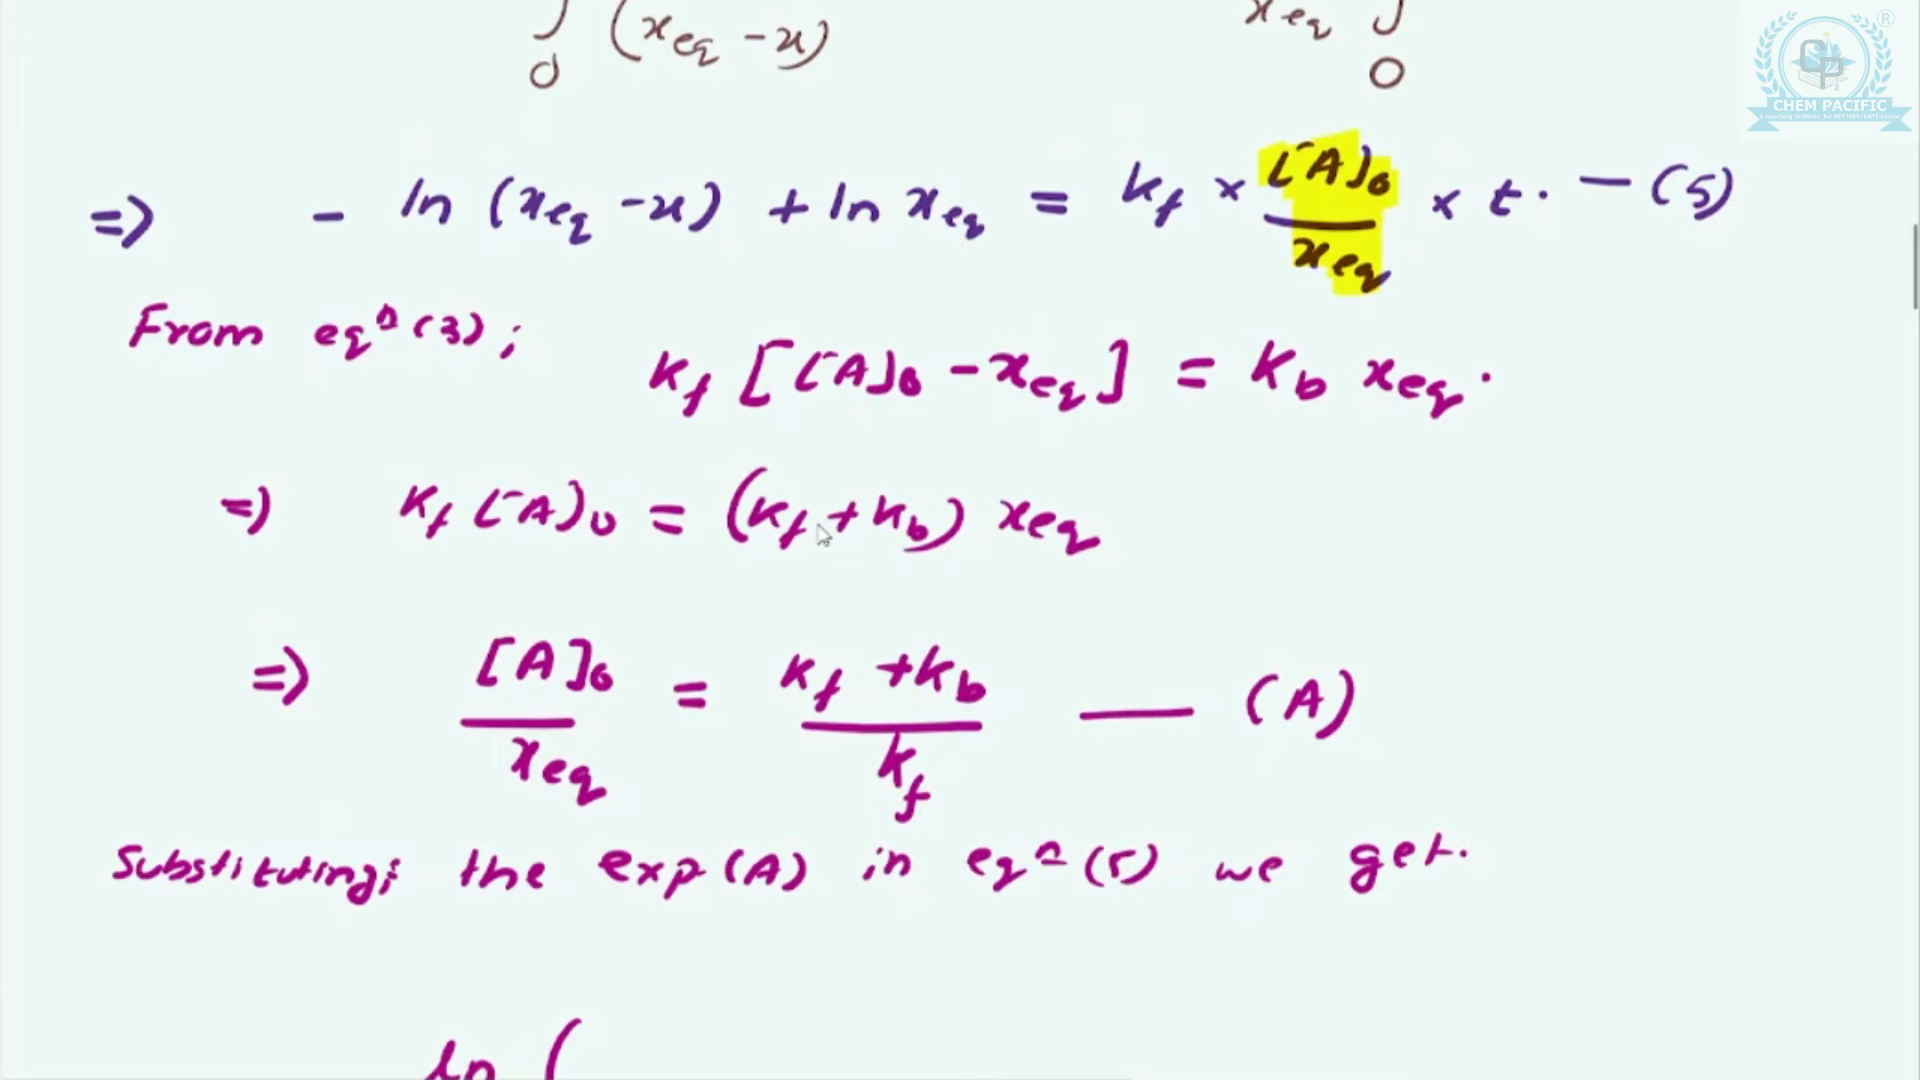 ∫ (x_eq - x) x_eq ∫
0 0
=> - ln (x_eq - x) + ln x_eq = k_f × [A]_0 / x_eq × t. — (5)
From eq^n (3); k_f [[A]_0 - x_eq] = k_b x_eq.
=> k_f [A]_0 = (k_f + k_b) x_eq
=> [A]_0 / x_eq = k_f + k_b / k_f — (A)
Substituting; the exp (A) in eq^n (5) we get.
ln (
CP
CHEM PACIFIC
®